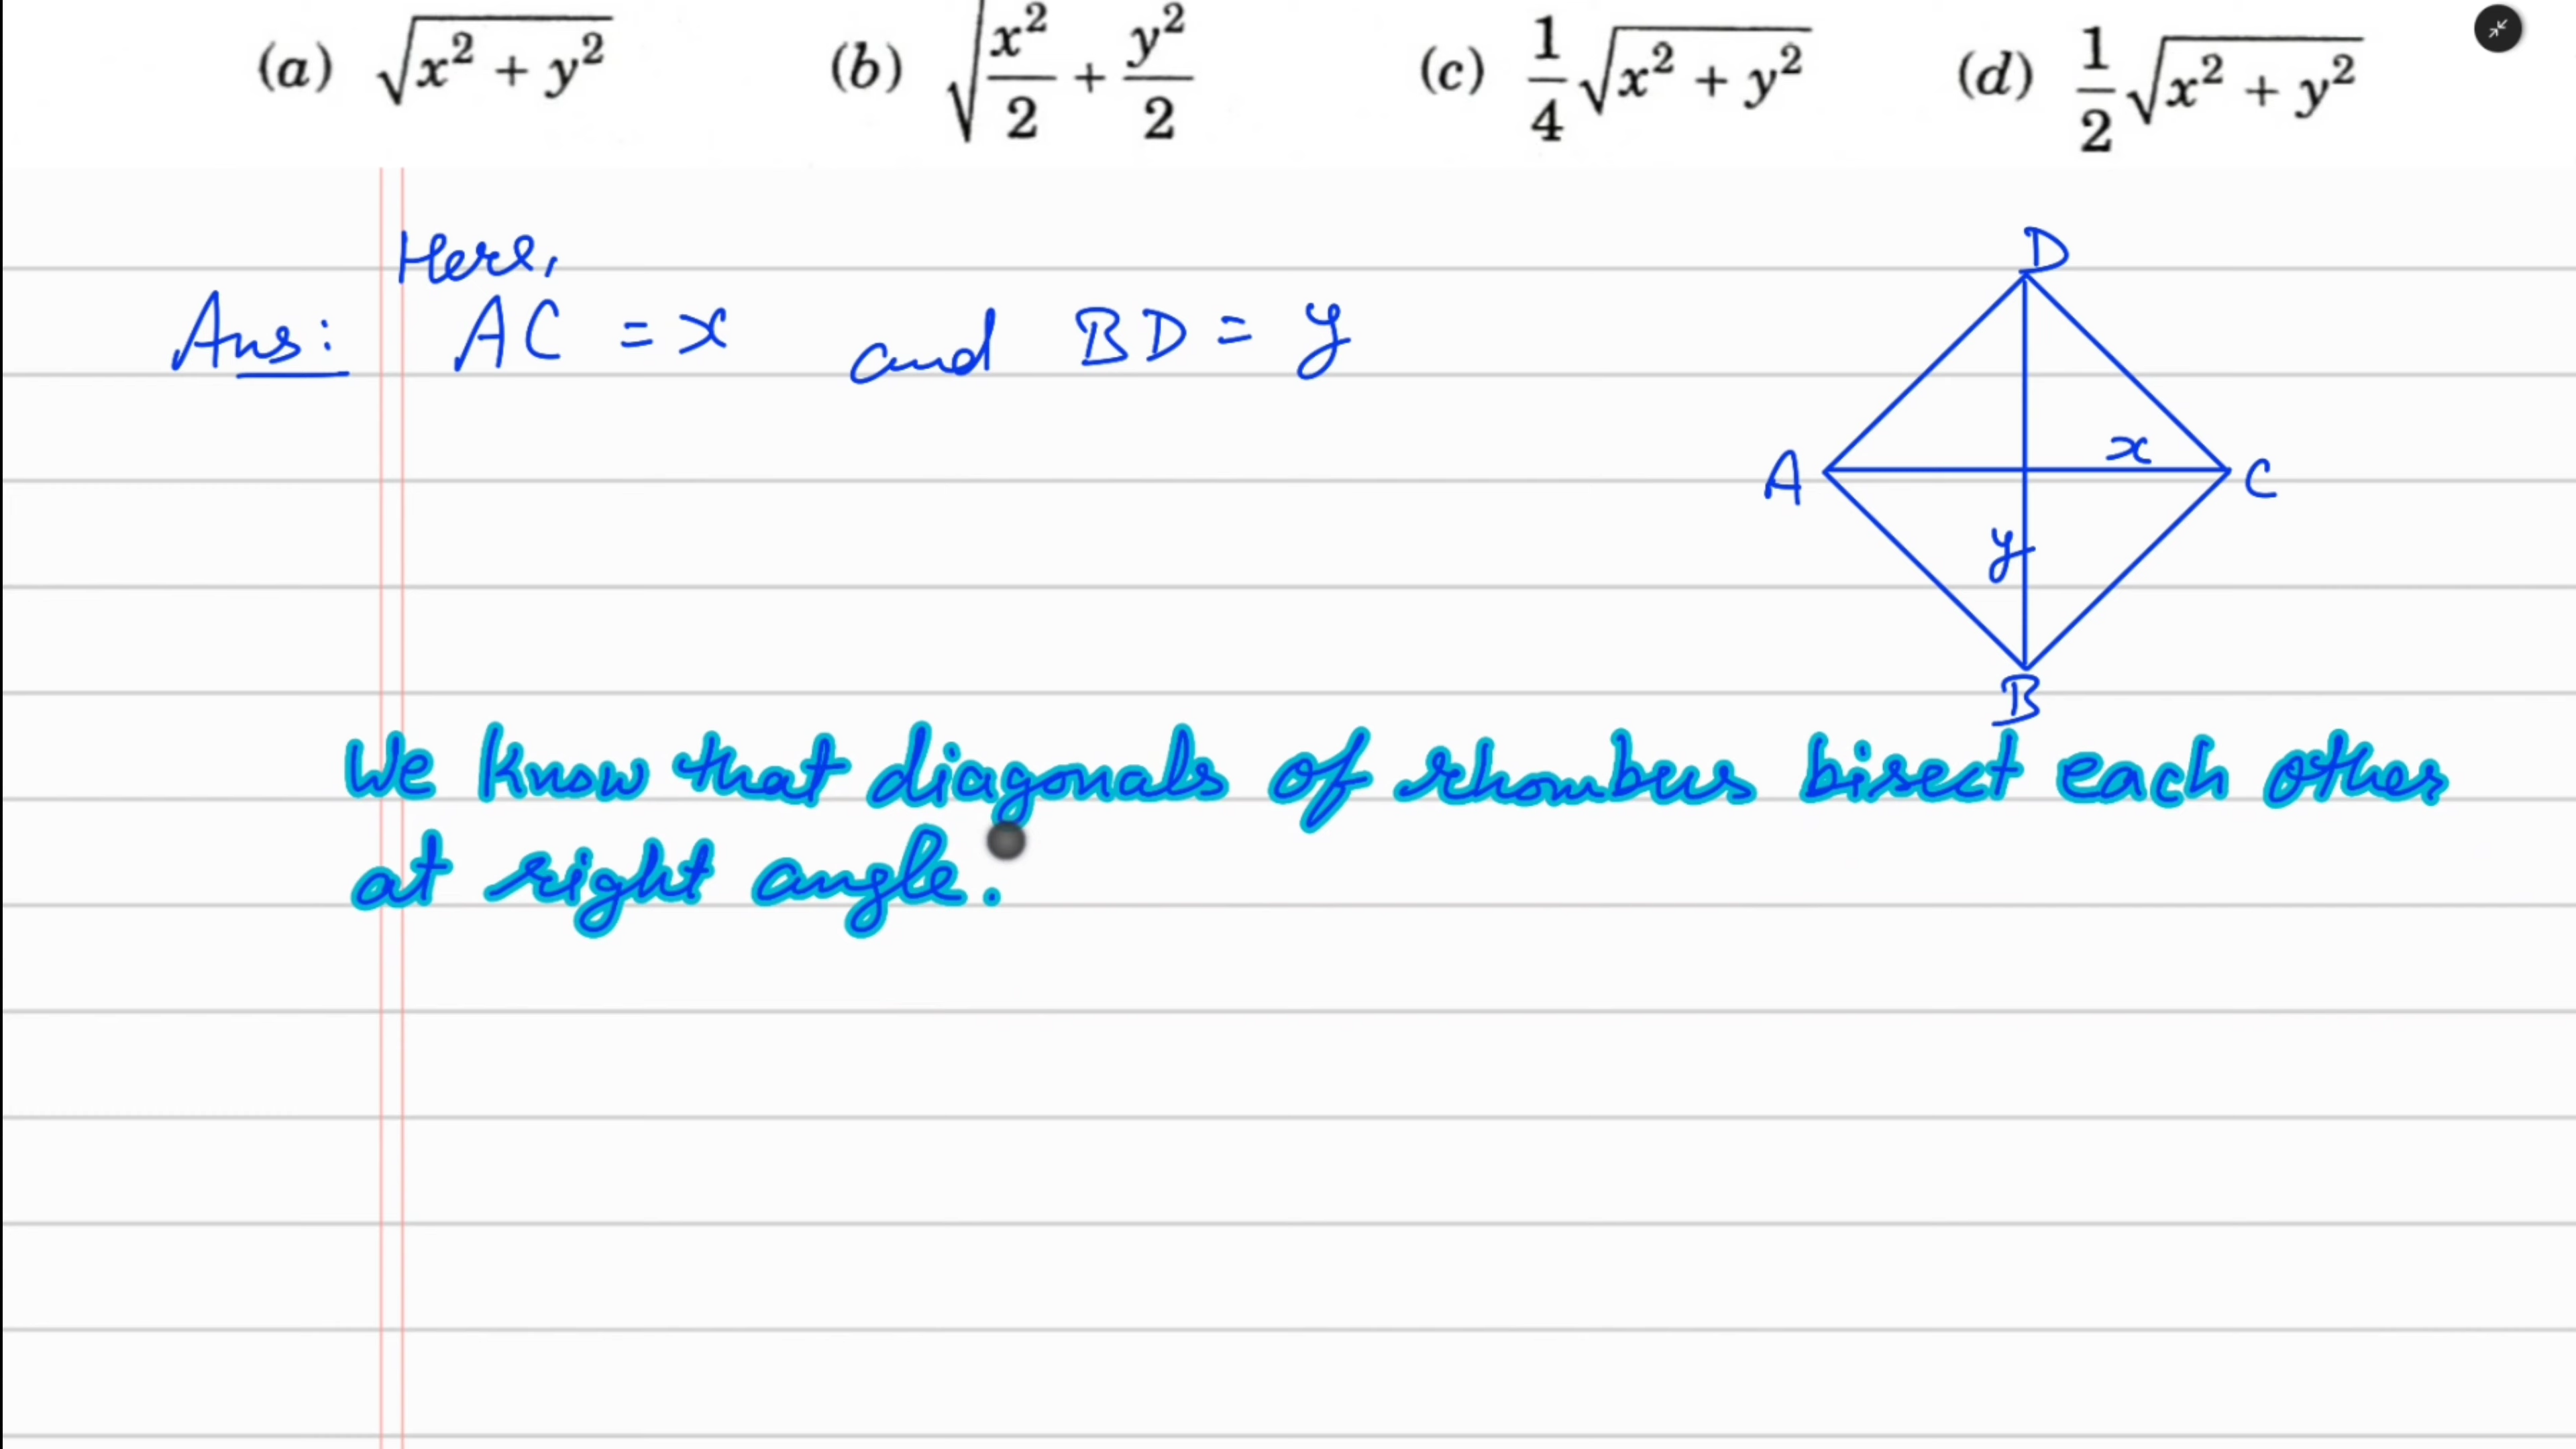 (a) √(x² + y²) (b) √(x²/2 + y²/2) (c) 1/4 √(x² + y²) (d) 1/2 √(x² + y²)
Here,
Ans: AC = x and BD = y
D
A x C
y
B
We know that diagonals of rhombus bisect each other
at right angle.